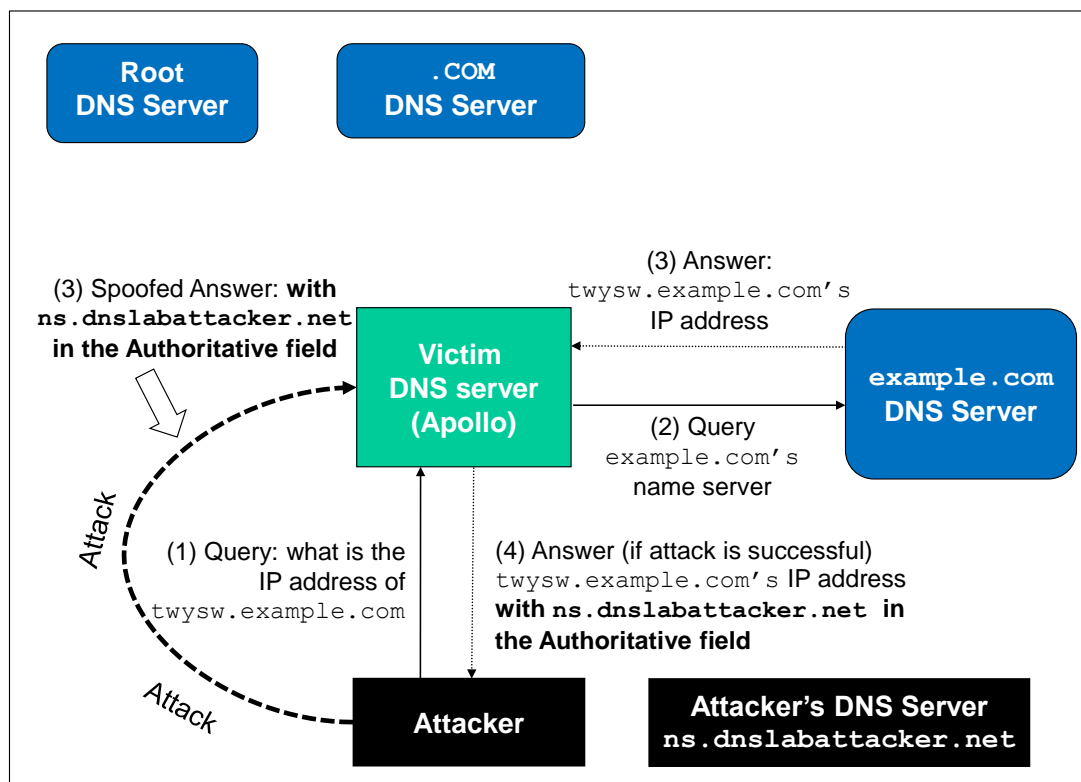 Root
DNS Server
.COM
DNS Server
(3) Spoofed Answer: with
ns.dnslabattacker.net
in the Authoritative field
(3) Answer:
twysw.example.com’s
IP address
Victim
DNS server
(Apollo)
example.com
DNS Server
(2) Query
example.com’s
name server
Attack
(1) Query: what is the
IP address of
twysw.example.com
(4) Answer (if attack is successful)
twysw.example.com’s IP address
with ns.dnslabattacker.net in
the Authoritative field
Attack
Attacker
Attacker’s DNS Server
ns.dnslabattacker.net